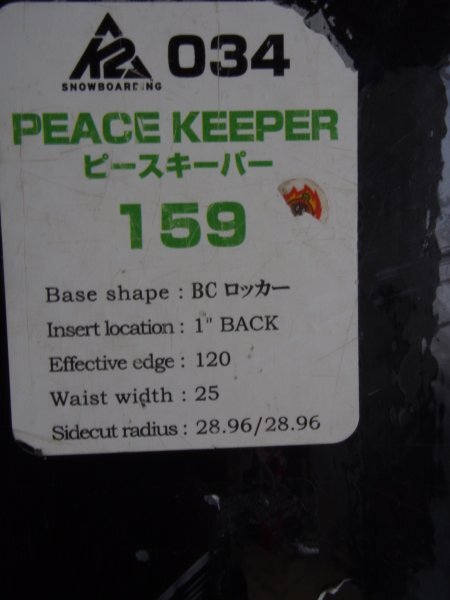 K2 034
SNOWBOARDING
PEACE KEEPER
ピースキーパー
159
Base shape : BC ロッカー
Insert location : 1" BACK
Effective edge : 120
Waist width : 25
Sidecut radius : 28.96/28.96